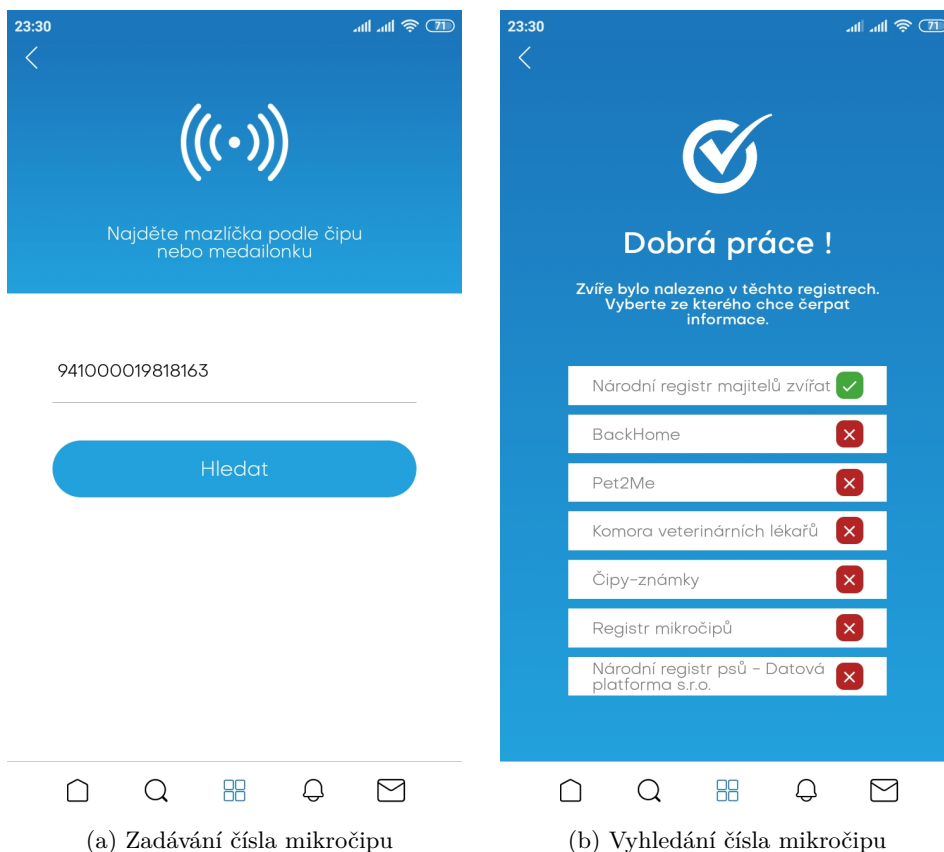 23:30
71
Najděte mazlíčka podle čipu
nebo medailonku
941000019818163
Hledat
(a) Zadávání čísla mikročipu
23:30
71
Dobrá práce !
Zvíře bylo nalezeno v těchto registrech.
Vyberte ze kterého chce čerpat
informace.
Národní registr majitelů zvířat
BackHome
Pet2Me
Komora veterinárních lékařů
Čipy-známky
Registr mikročipů
Národní registr psů - Datová
platforma s.r.o.
(b) Vyhledání čísla mikročipu